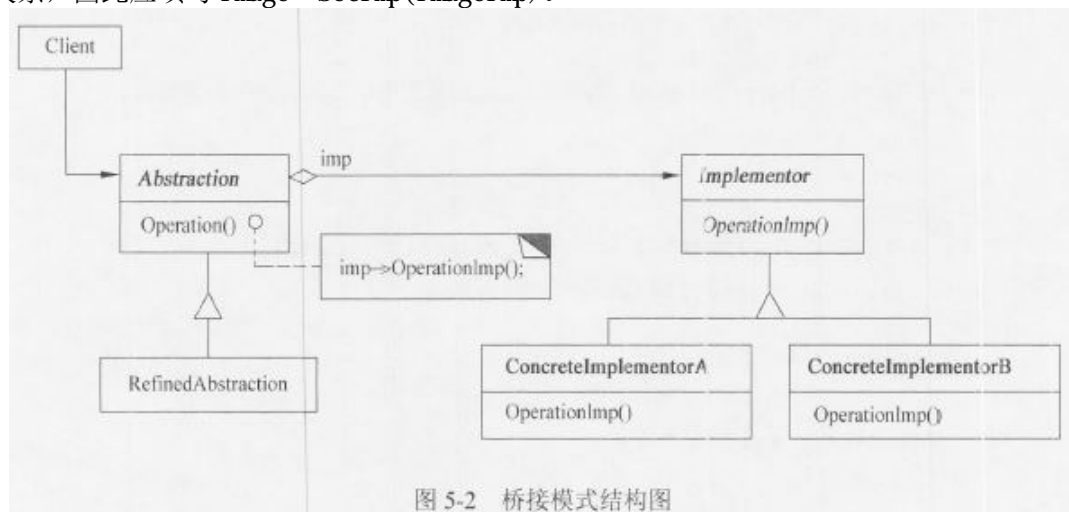 Client
imp
Abstraction
Implementor
Operation()
OperationImp()
imp->OperationImp();
RefinedAbstraction
ConcreteImplementorA
ConcreteImplementorB
OperationImp()
OperationImp()
图 5-2 桥接模式结构图